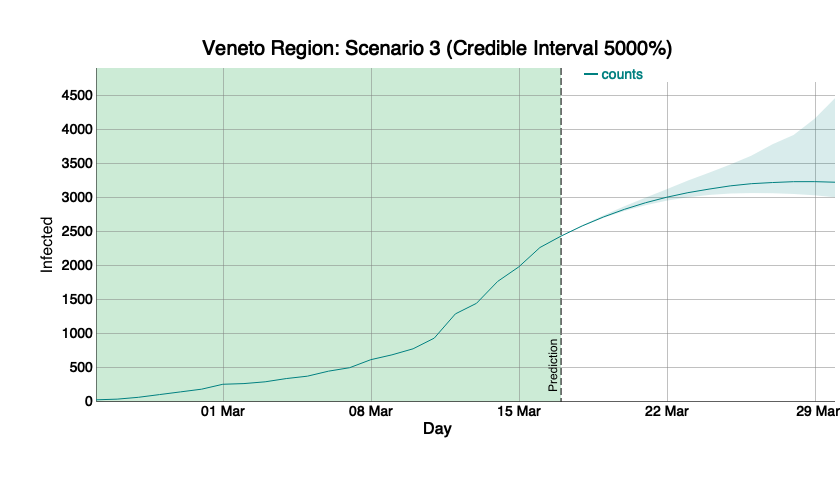 Veneto Region: Scenario 3 (Credible Interval 5000%)
counts
4500
4000
3500
3000
2500
2000
1500
1000
500
0
Infected
Prediction
01 Mar
08 Mar
15 Mar
22 Mar
29 Mar
Day